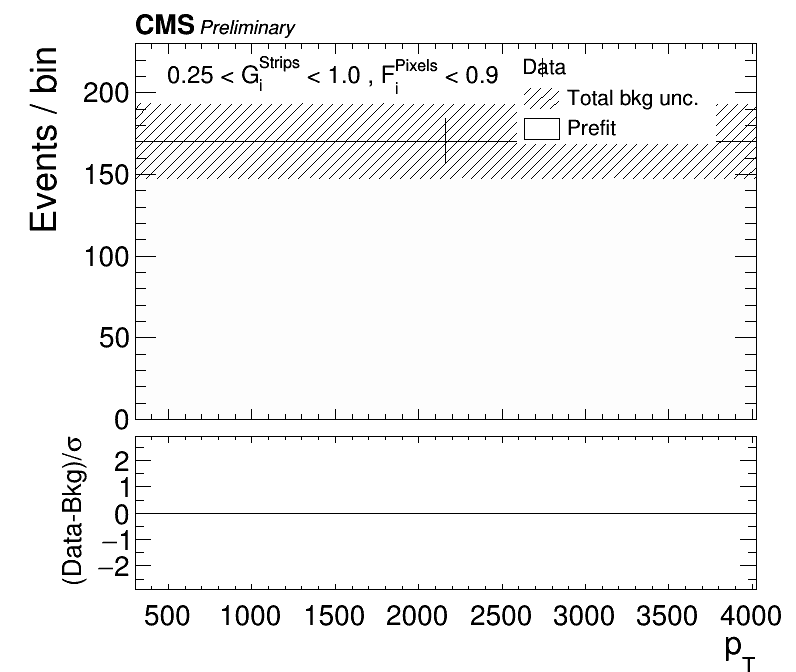 CMS Preliminary
0.25 < G_i^Strips < 1.0 , F_i^Pixels < 0.9
Data
Total bkg unc.
Prefit
Events / bin
200
150
100
50
0
(Data-Bkg)/σ
2
1
0
−1
−2
500 1000 1500 2000 2500 3000 3500 4000
p_T